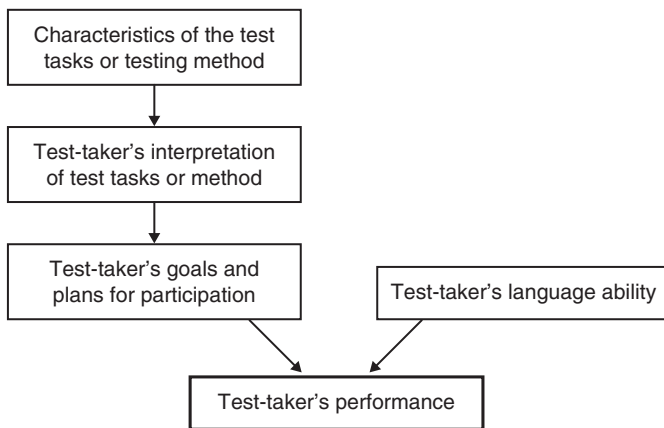 Characteristics of the test
tasks or testing method
Test-taker’s interpretation
of test tasks or method
Test-taker’s goals and
plans for participation
Test-taker’s language ability
Test-taker’s performance